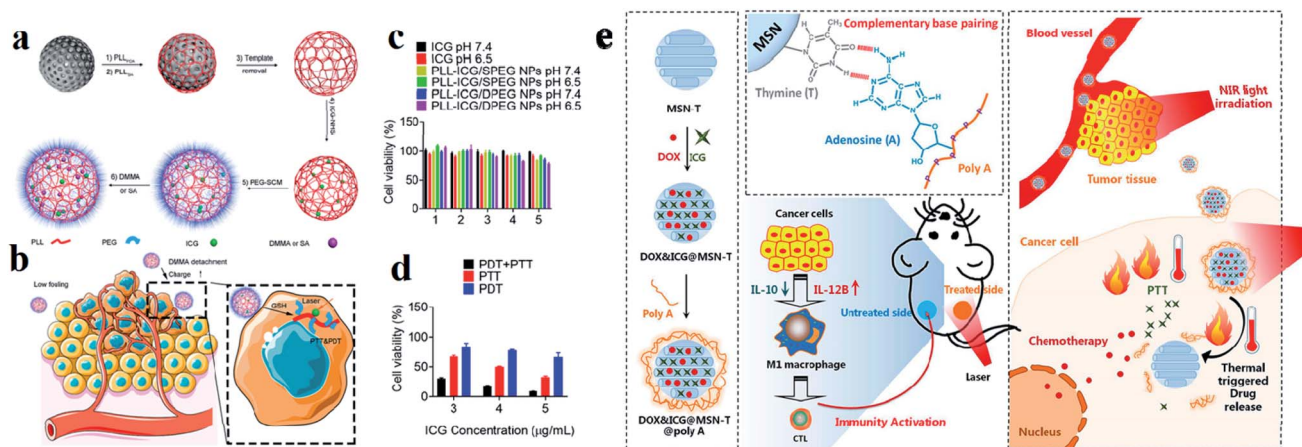 a
1) PLL
2) PLL
3) Template
removal
4) ICG-NHS
5) PEG-SCM
6) DMMA
or SA
PLL
PEG
ICG
DMMA or SA
b
Low fouling
DMMA detachment
Charge ↑
GSH
Laser
PTT&PDT
c
ICG pH 7.4
ICG pH 6.5
PLL-ICG/SPEG NPs pH 7.4
PLL-ICG/SPEG NPs pH 6.5
PLL-ICG/DPEG NPs pH 7.4
PLL-ICG/DPEG NPs pH 6.5
Cell viability (%)
150
100
50
0
1 2 3 4 5
d
PDT+PTT
PTT
PDT
Cell viability (%)
150
100
50
0
3 4 5
ICG Concentration (μg/mL)
e
MSN-T
DOX
ICG
DOX&ICG@MSN-T
Poly A
DOX&ICG@MSN-T
@poly A
MSN
Complementary base pairing
CH₃
O
H
N
H
N
H
N
O
Thymine (T)
N
N
N
O
HO
Adenosine (A)
Poly A
Cancer cells
IL-10 ↓
IL-12B ↑
M1 macrophage
CTL
Untreated side
Treated side
Laser
Immunity Activation
Blood vessel
NIR light
irradiation
Tumor tissue
Cancer cell
PTT
Chemotherapy
Thermal
triggered
Drug
release
Nucleus